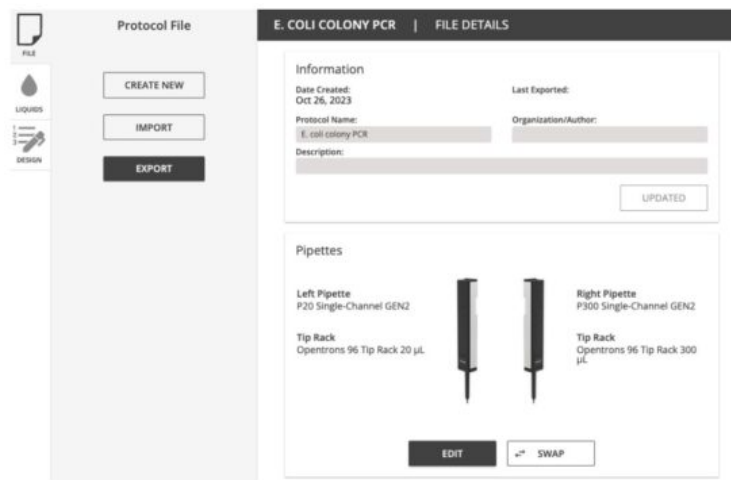 FILE
LIQUIDS
1
2
3
DESIGN
Protocol File
CREATE NEW
IMPORT
EXPORT
E. COLI COLONY PCR | FILE DETAILS
Information
Date Created:
Oct 26, 2023
Last Exported:
Protocol Name:
E. coli colony PCR
Organization/Author:
Description:
UPDATED
Pipettes
Left Pipette
P20 Single-Channel GEN2
Tip Rack
Opentrons 96 Tip Rack 20 µL
Right Pipette
P300 Single-Channel GEN2
Tip Rack
Opentrons 96 Tip Rack 300
µL
EDIT
SWAP